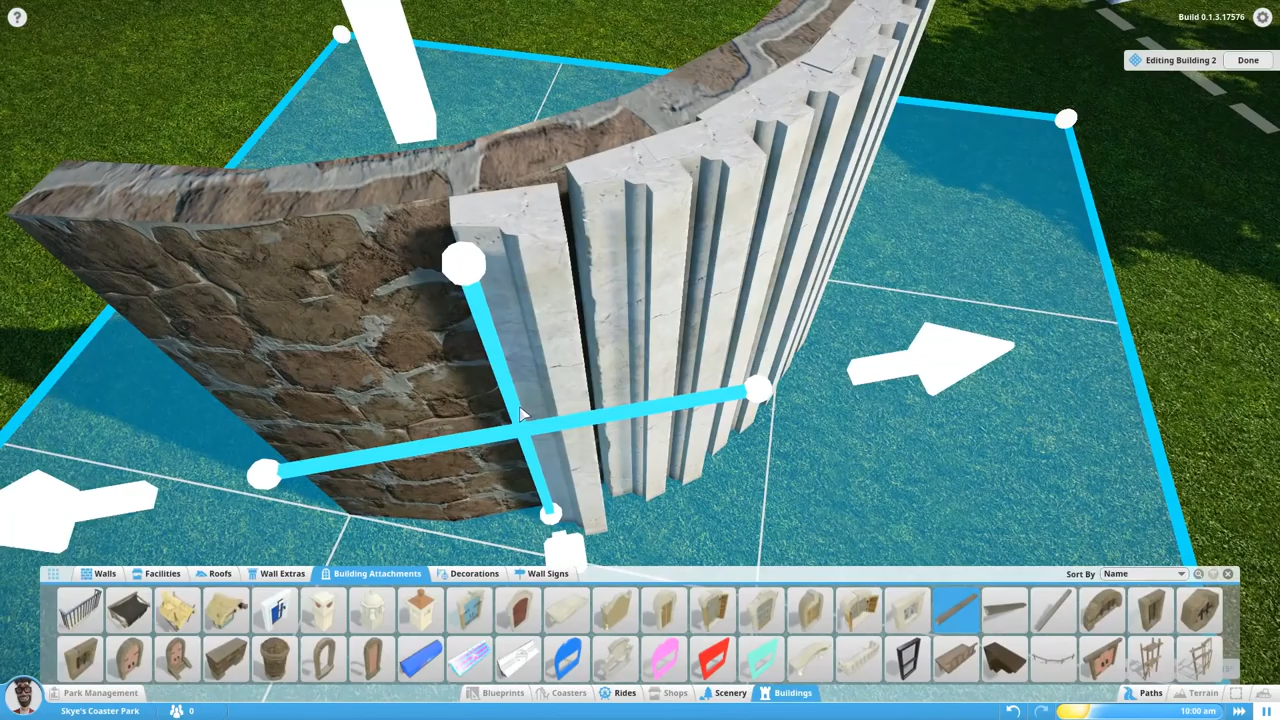 ?
Build 0.1.3.17576
Editing Building 2
Done
Walls
Facilities
Roofs
Wall Extras
Building Attachments
Decorations
Wall Signs
Sort By
Name
Park Management
Blueprints
Coasters
Rides
Shops
Scenery
Buildings
Paths
Terrain
Skye's Coaster Park
0
10:00 am